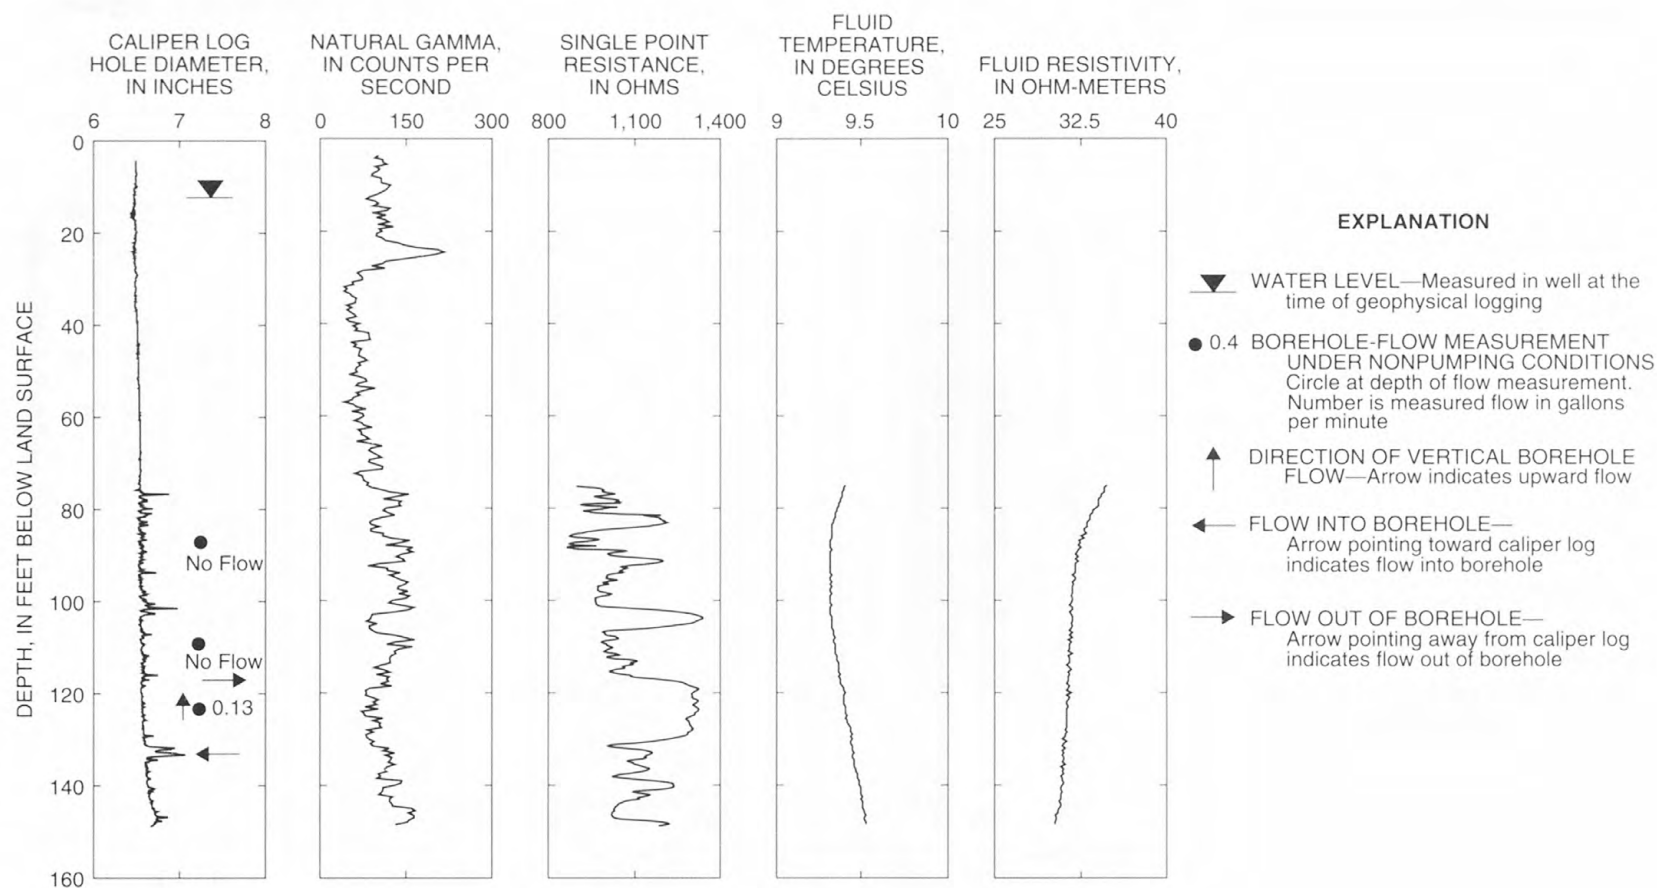 CALIPER LOG
HOLE DIAMETER,
IN INCHES
6 7 8
NATURAL GAMMA,
IN COUNTS PER
SECOND
0 150 300
SINGLE POINT
RESISTANCE,
IN OHMS
800 1,100 1,400
FLUID
TEMPERATURE,
IN DEGREES
CELSIUS
9 9.5 10
FLUID RESISTIVITY,
IN OHM-METERS
25 32.5 40
DEPTH, IN FEET BELOW LAND SURFACE
0
20
40
60
80
100
120
140
160
No Flow
No Flow
0.13
EXPLANATION
WATER LEVEL—Measured in well at the
time of geophysical logging
0.4 BOREHOLE-FLOW MEASUREMENT
UNDER NONPUMPING CONDITIONS
Circle at depth of flow measurement.
Number is measured flow in gallons
per minute
DIRECTION OF VERTICAL BOREHOLE
FLOW—Arrow indicates upward flow
FLOW INTO BOREHOLE—
Arrow pointing toward caliper log
indicates flow into borehole
FLOW OUT OF BOREHOLE—
Arrow pointing away from caliper log
indicates flow out of borehole